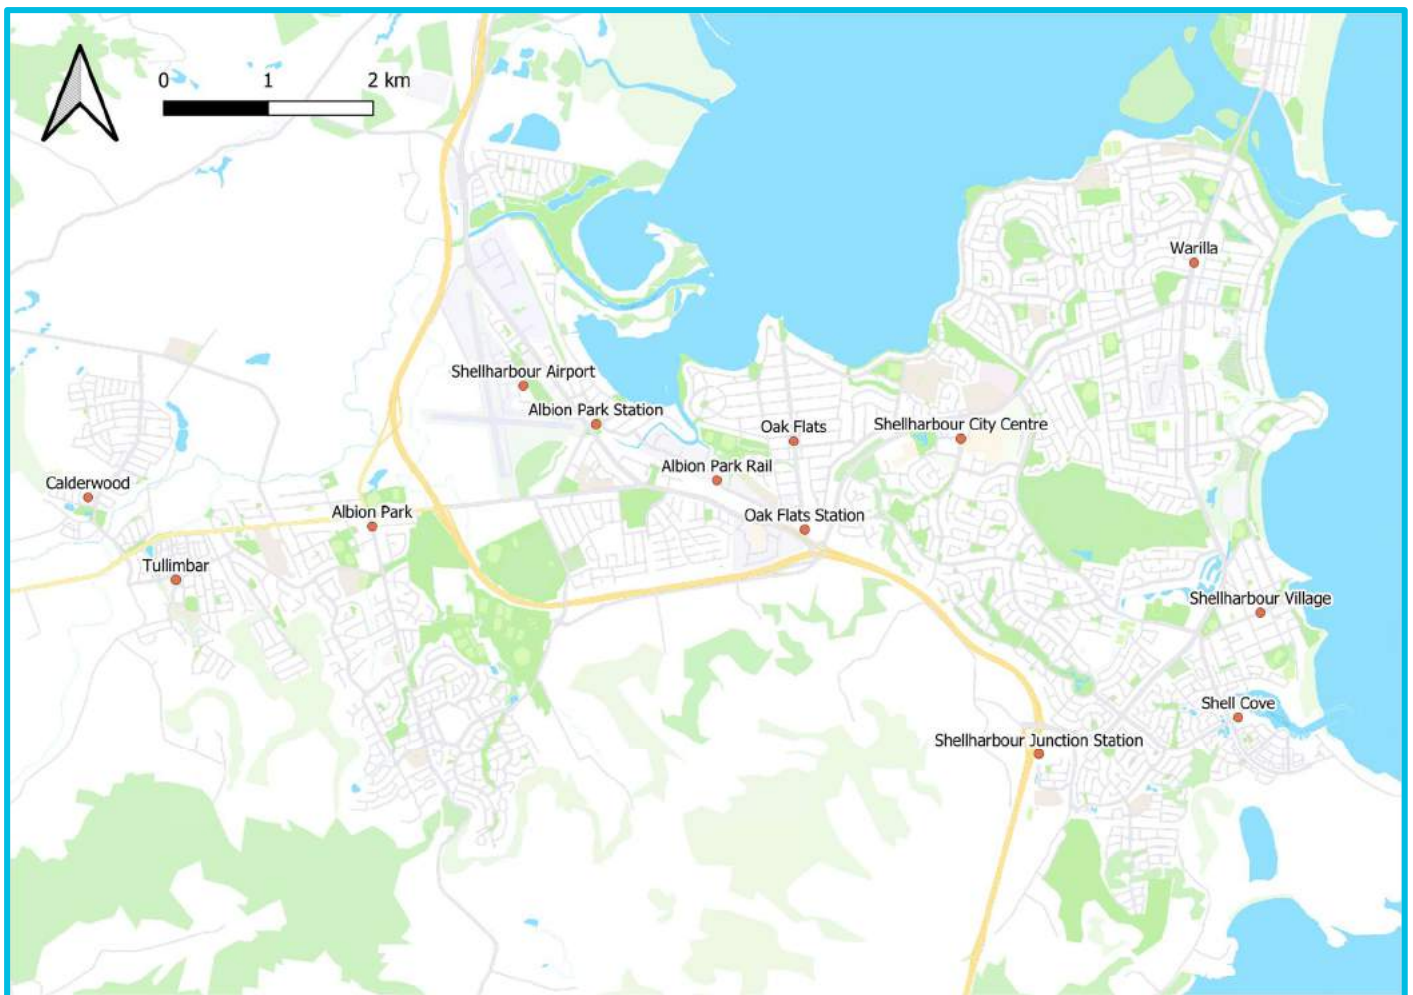 0 1 2 km
Warilla
Shellharbour Airport
Albion Park Station
Oak Flats
Shellharbour City Centre
Albion Park Rail
Calderwood
Albion Park
Oak Flats Station
Tullimbar
Shellharbour Village
Shell Cove
Shellharbour Junction Station